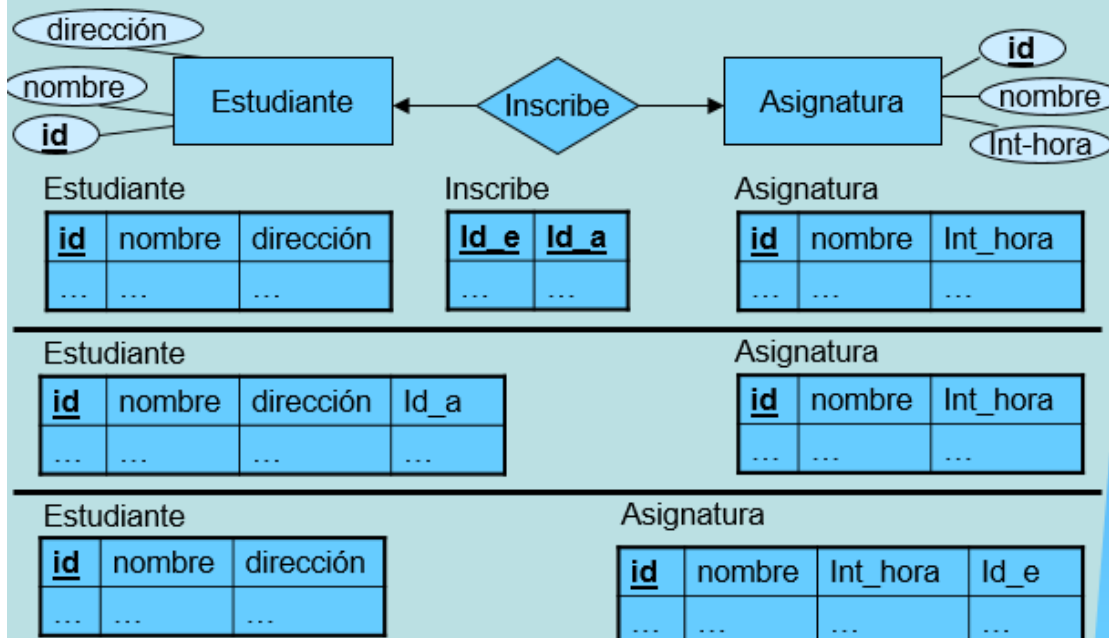 dirección
nombre
id
Estudiante
Inscribe
Asignatura
id
nombre
Int-hora
Estudiante
id nombre dirección
... ... ...
Inscribe
Id_e Id_a
... ...
Asignatura
id nombre Int_hora
... ... ...
Estudiante
id nombre dirección Id_a
... ... ... ...
Asignatura
id nombre Int_hora
... ... ...
Estudiante
id nombre dirección
... ... ...
Asignatura
id nombre Int_hora Id_e
... ... ... ...